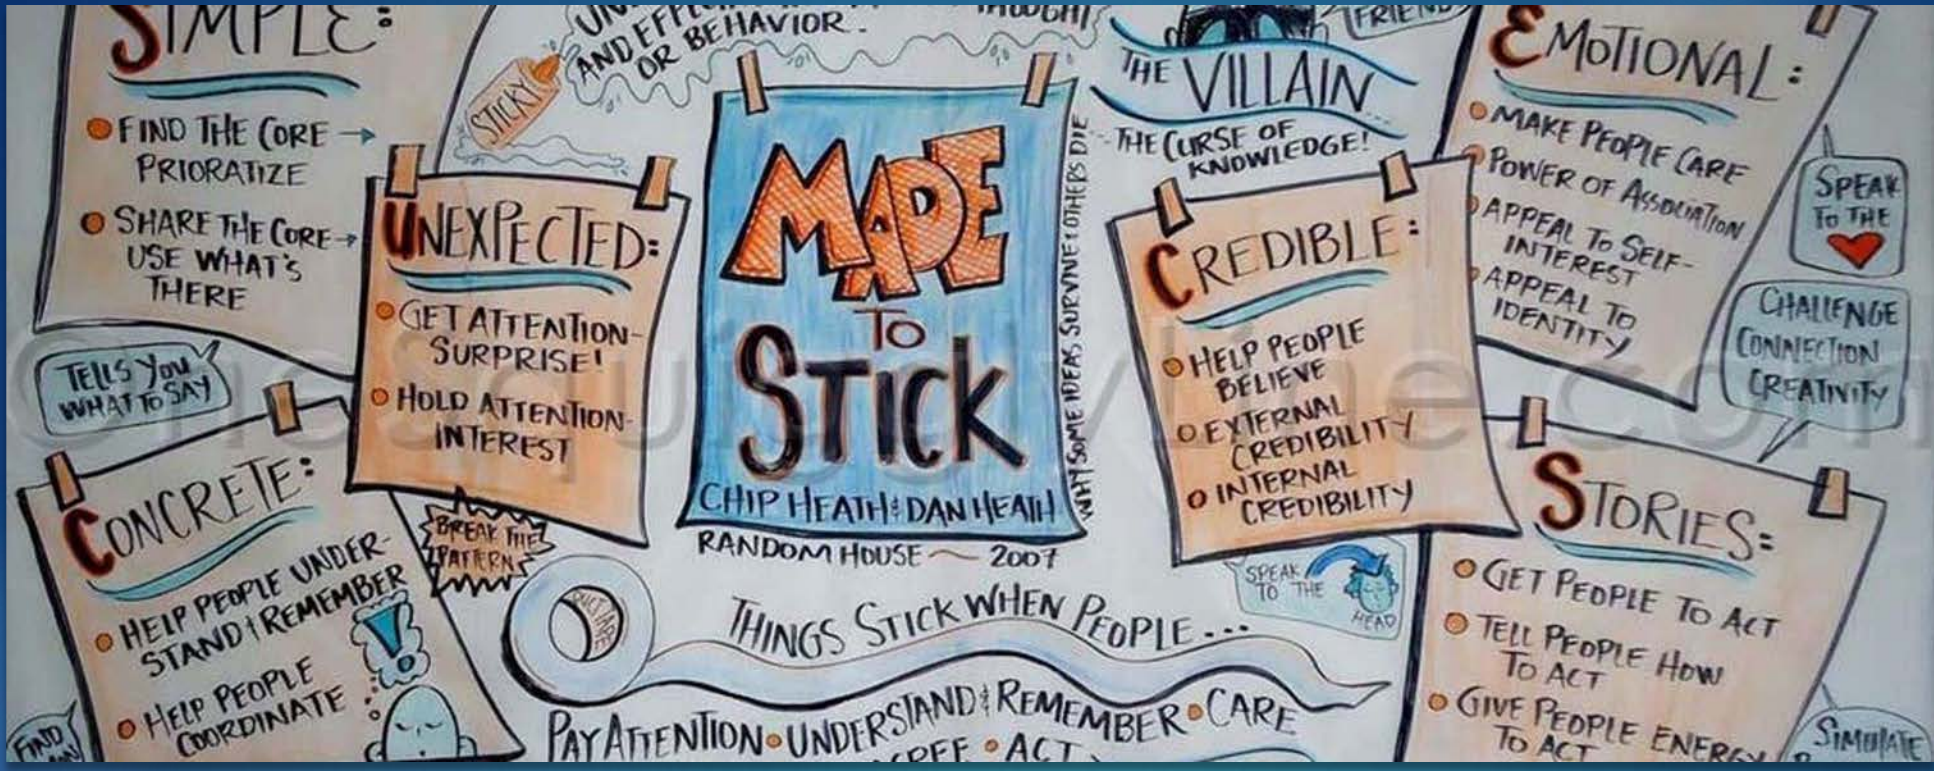 SIMPLE:
FIND THE CORE →
PRIORATIZE
SHARE THE CORE →
USE WHAT'S
THERE
TELLS YOU
WHAT TO SAY
AND EFFECT
THOUGHT
OR BEHAVIOR.
STICKY
UNEXPECTED:
GET ATTENTION-
SURPRISE!
HOLD ATTENTION-
INTEREST
BREAK THE
PATTERN
CONCRETE:
HELP PEOPLE UNDER-
STAND & REMEMBER
HELP PEOPLE
COORDINATE
FIND
MADE
TO
STICK
CHIP HEATH & DAN HEATH
WHY SOME IDEAS SURVIVE & OTHERS DIE
RANDOM HOUSE ~ 2007
DUCT TAPE
THINGS STICK WHEN PEOPLE...
PAY ATTENTION • UNDERSTAND & REMEMBER • CARE
• ACT
FRIEND
THE VILLAIN
THE CURSE OF
KNOWLEDGE!
CREDIBLE:
HELP PEOPLE
BELIEVE
EXTERNAL
CREDIBILITY
INTERNAL
CREDIBILITY
SPEAK
TO THE
HEAD
EMOTIONAL:
MAKE PEOPLE CARE
POWER OF ASSOCIATION
APPEAL TO SELF-
INTEREST
APPEAL TO
IDENTITY
SPEAK
TO THE
CHALLENGE
CONNECTION
CREATIVITY
STORIES:
GET PEOPLE TO ACT
TELL PEOPLE HOW
TO ACT
GIVE PEOPLE ENERGY
TO ACT
SIMULATE